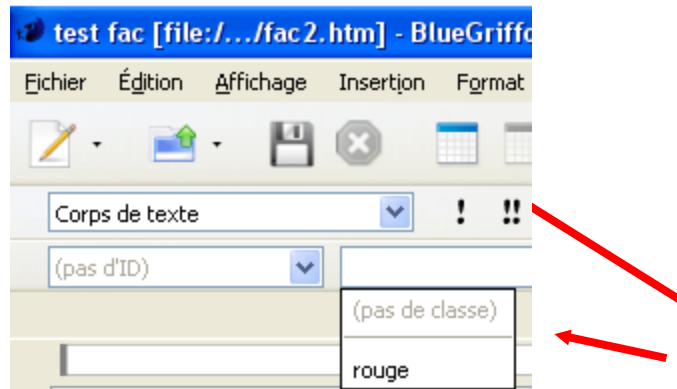 test fac [file:/.../fac2.htm] - BlueGriffo
Fichier Édition Affichage Insertion Format
Corps de texte ! !!
(pas d'ID)
(pas de classe)
rouge